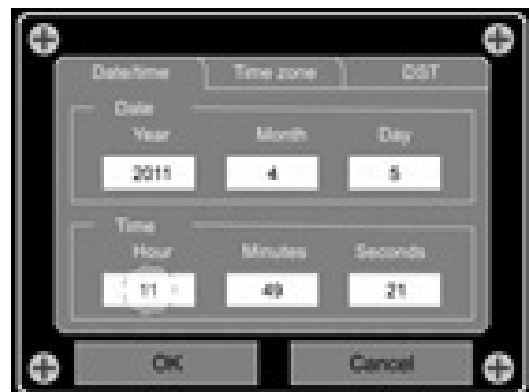 Date/time Time zone DST
Date
Year Month Day
2011 4 5
Time
Hour Minutes Seconds
11 49 21
OK Cancel